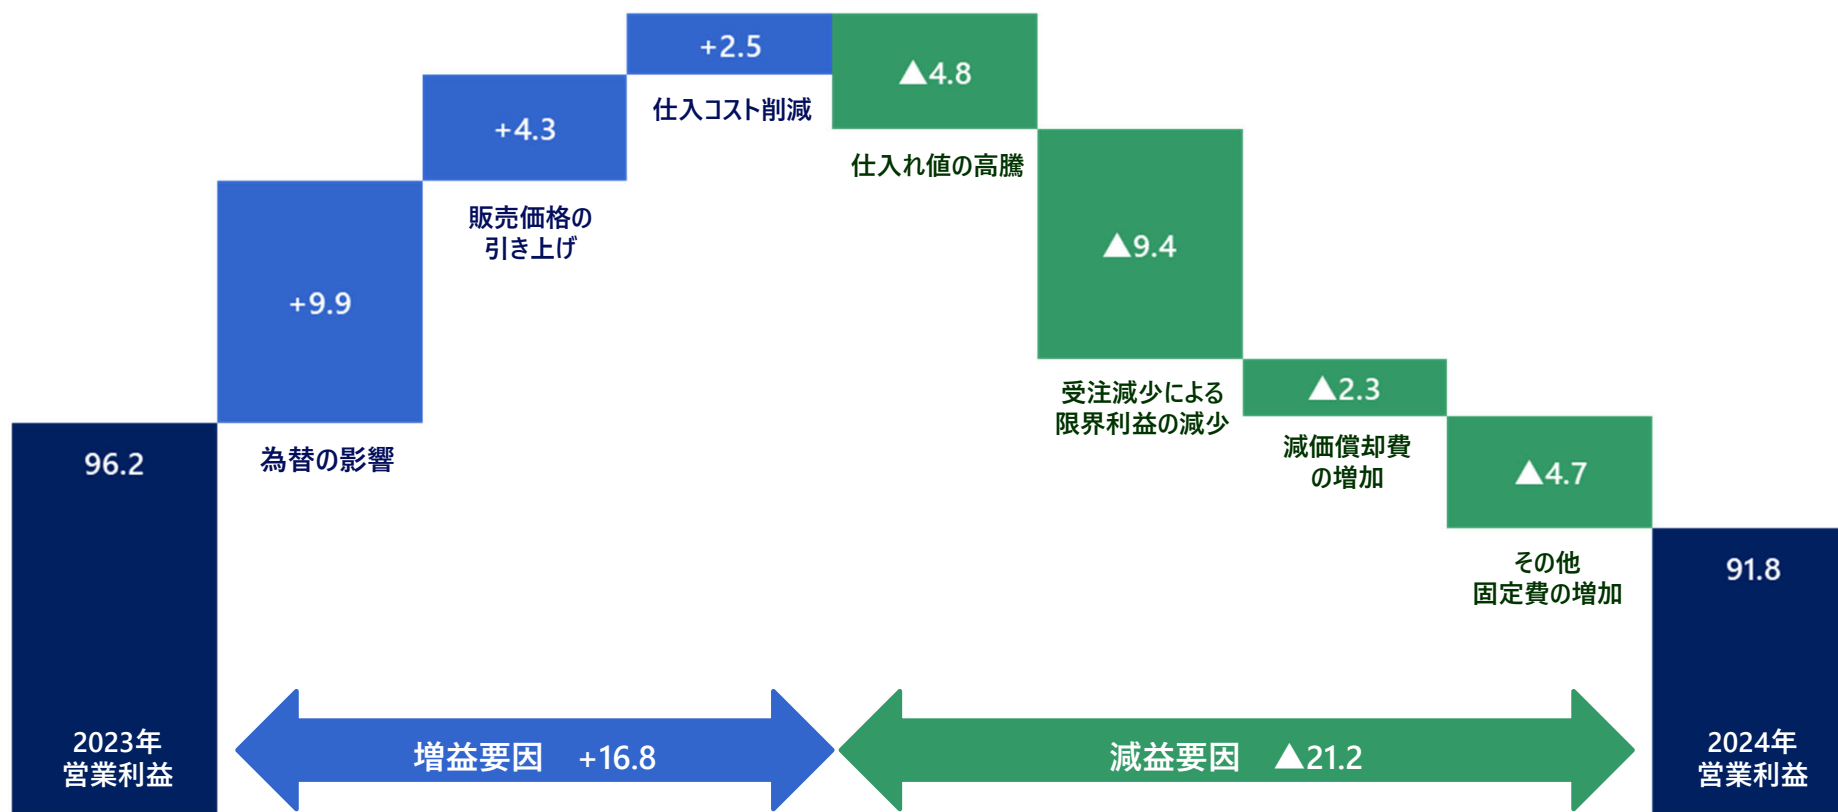 +2.5
仕入コスト削減
▲4.8
仕入れ値の高騰
+4.3
販売価格の
引き上げ
▲9.4
受注減少による
限界利益の減少
+9.9
為替の影響
▲2.3
減価償却費
の増加
96.2
▲4.7
その他
固定費の増加
91.8
2023年
営業利益
増益要因 +16.8
減益要因 ▲21.2
2024年
営業利益